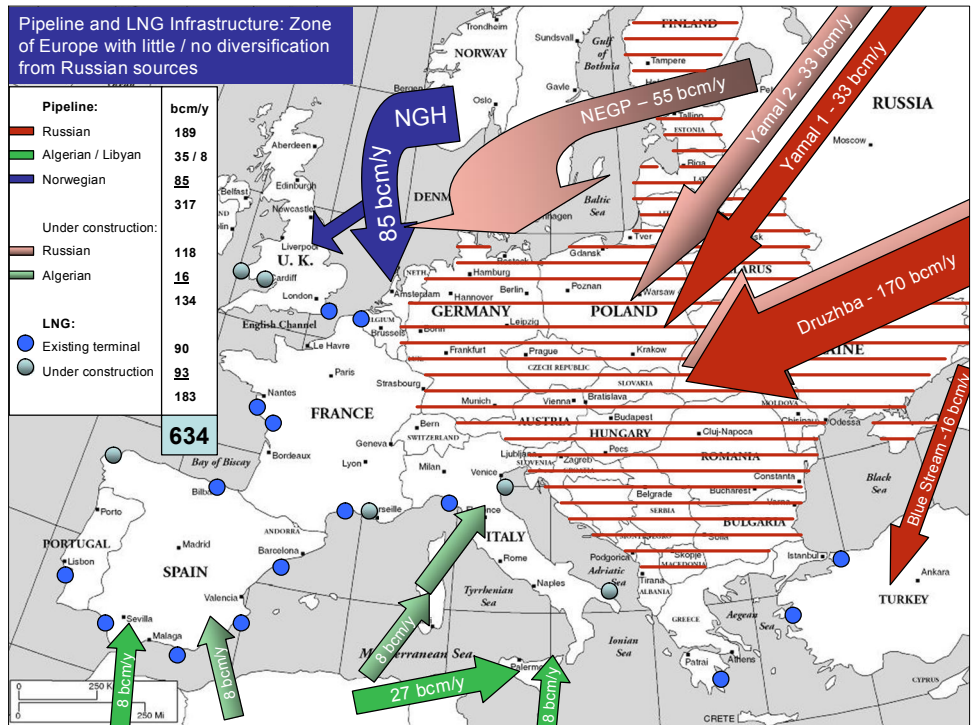 Pipeline and LNG Infrastructure: Zone
of Europe with little / no diversification
from Russian sources
Pipeline: bcm/y
Russian 189
Algerian / Libyan 35 / 8
Norwegian 85
317
Under construction:
Russian 118
Algerian 16
134
LNG:
Existing terminal 90
Under construction 93
183
634
NGH
85 bcm/y
NEGP – 55 bcm/y
Yamal 2 - 33 bcm/y
Yamal 1 - 33 bcm/y
Druzhba - 170 bcm/y
Blue Stream -16 bcm/y
8 bcm/y
8 bcm/y
8 bcm/y
27 bcm/y
8 bcm/y
Trondheim
NORWAY
Sundsvall
Gulf
of
Bothnia
FINLAND
Tampere
Bergen
Oslo
Gavle
RUSSIA
Moscow
Tallinn
ESTONIA
Riga
Aberdeen
Edinburgh
Newcastle
Belfast
Liverpool
U. K.
Cardiff
London
English Channel
Baltic
Sea
Tver
Gdansk
Hamburg
NETH.
Amsterdam
Hannover
Berlin
Poznan
Warsaw
GERMANY
POLAND
Brussels
Bonn
Leipzig
Le Havre
Frankfurt
Prague
Krakow
CZECH REPUBLIC
Paris
Strasbourg
SLOVAKIA
Munich
Vienna
Bratislava
MOLDOVA
Nantes
FRANCE
Bern
AUSTRIA
Budapest
Odessa
SWITZERLAND
HUNGARY
Cluj-Napoca
Geneva
Bay of Biscay
Bordeaux
Lyon
Milan
Venice
SLOVENIA
Zagreb
Pecs
ROMANIA
Belgrade
Bucharest
Constanta
Black
Sea
SERBIA
BULGARIA
Porto
ANDORRA
ITALY
PORTUGAL
Madrid
Barcelona
Rome
Podgorica
Adriatic
Sea
Skopje
MACEDONIA
Istanbul
Ankara
Lisbon
SPAIN
Tirana
ALBANIA
TURKEY
Valencia
Naples
Tyrrhenian
Sea
Sevilla
Malaga
GREECE
Aegean
Sea
Ionian
Sea
Mediterranean Sea
Palermo
Patrai
Athens
CYPRUS
CRETE
0
250 Mi